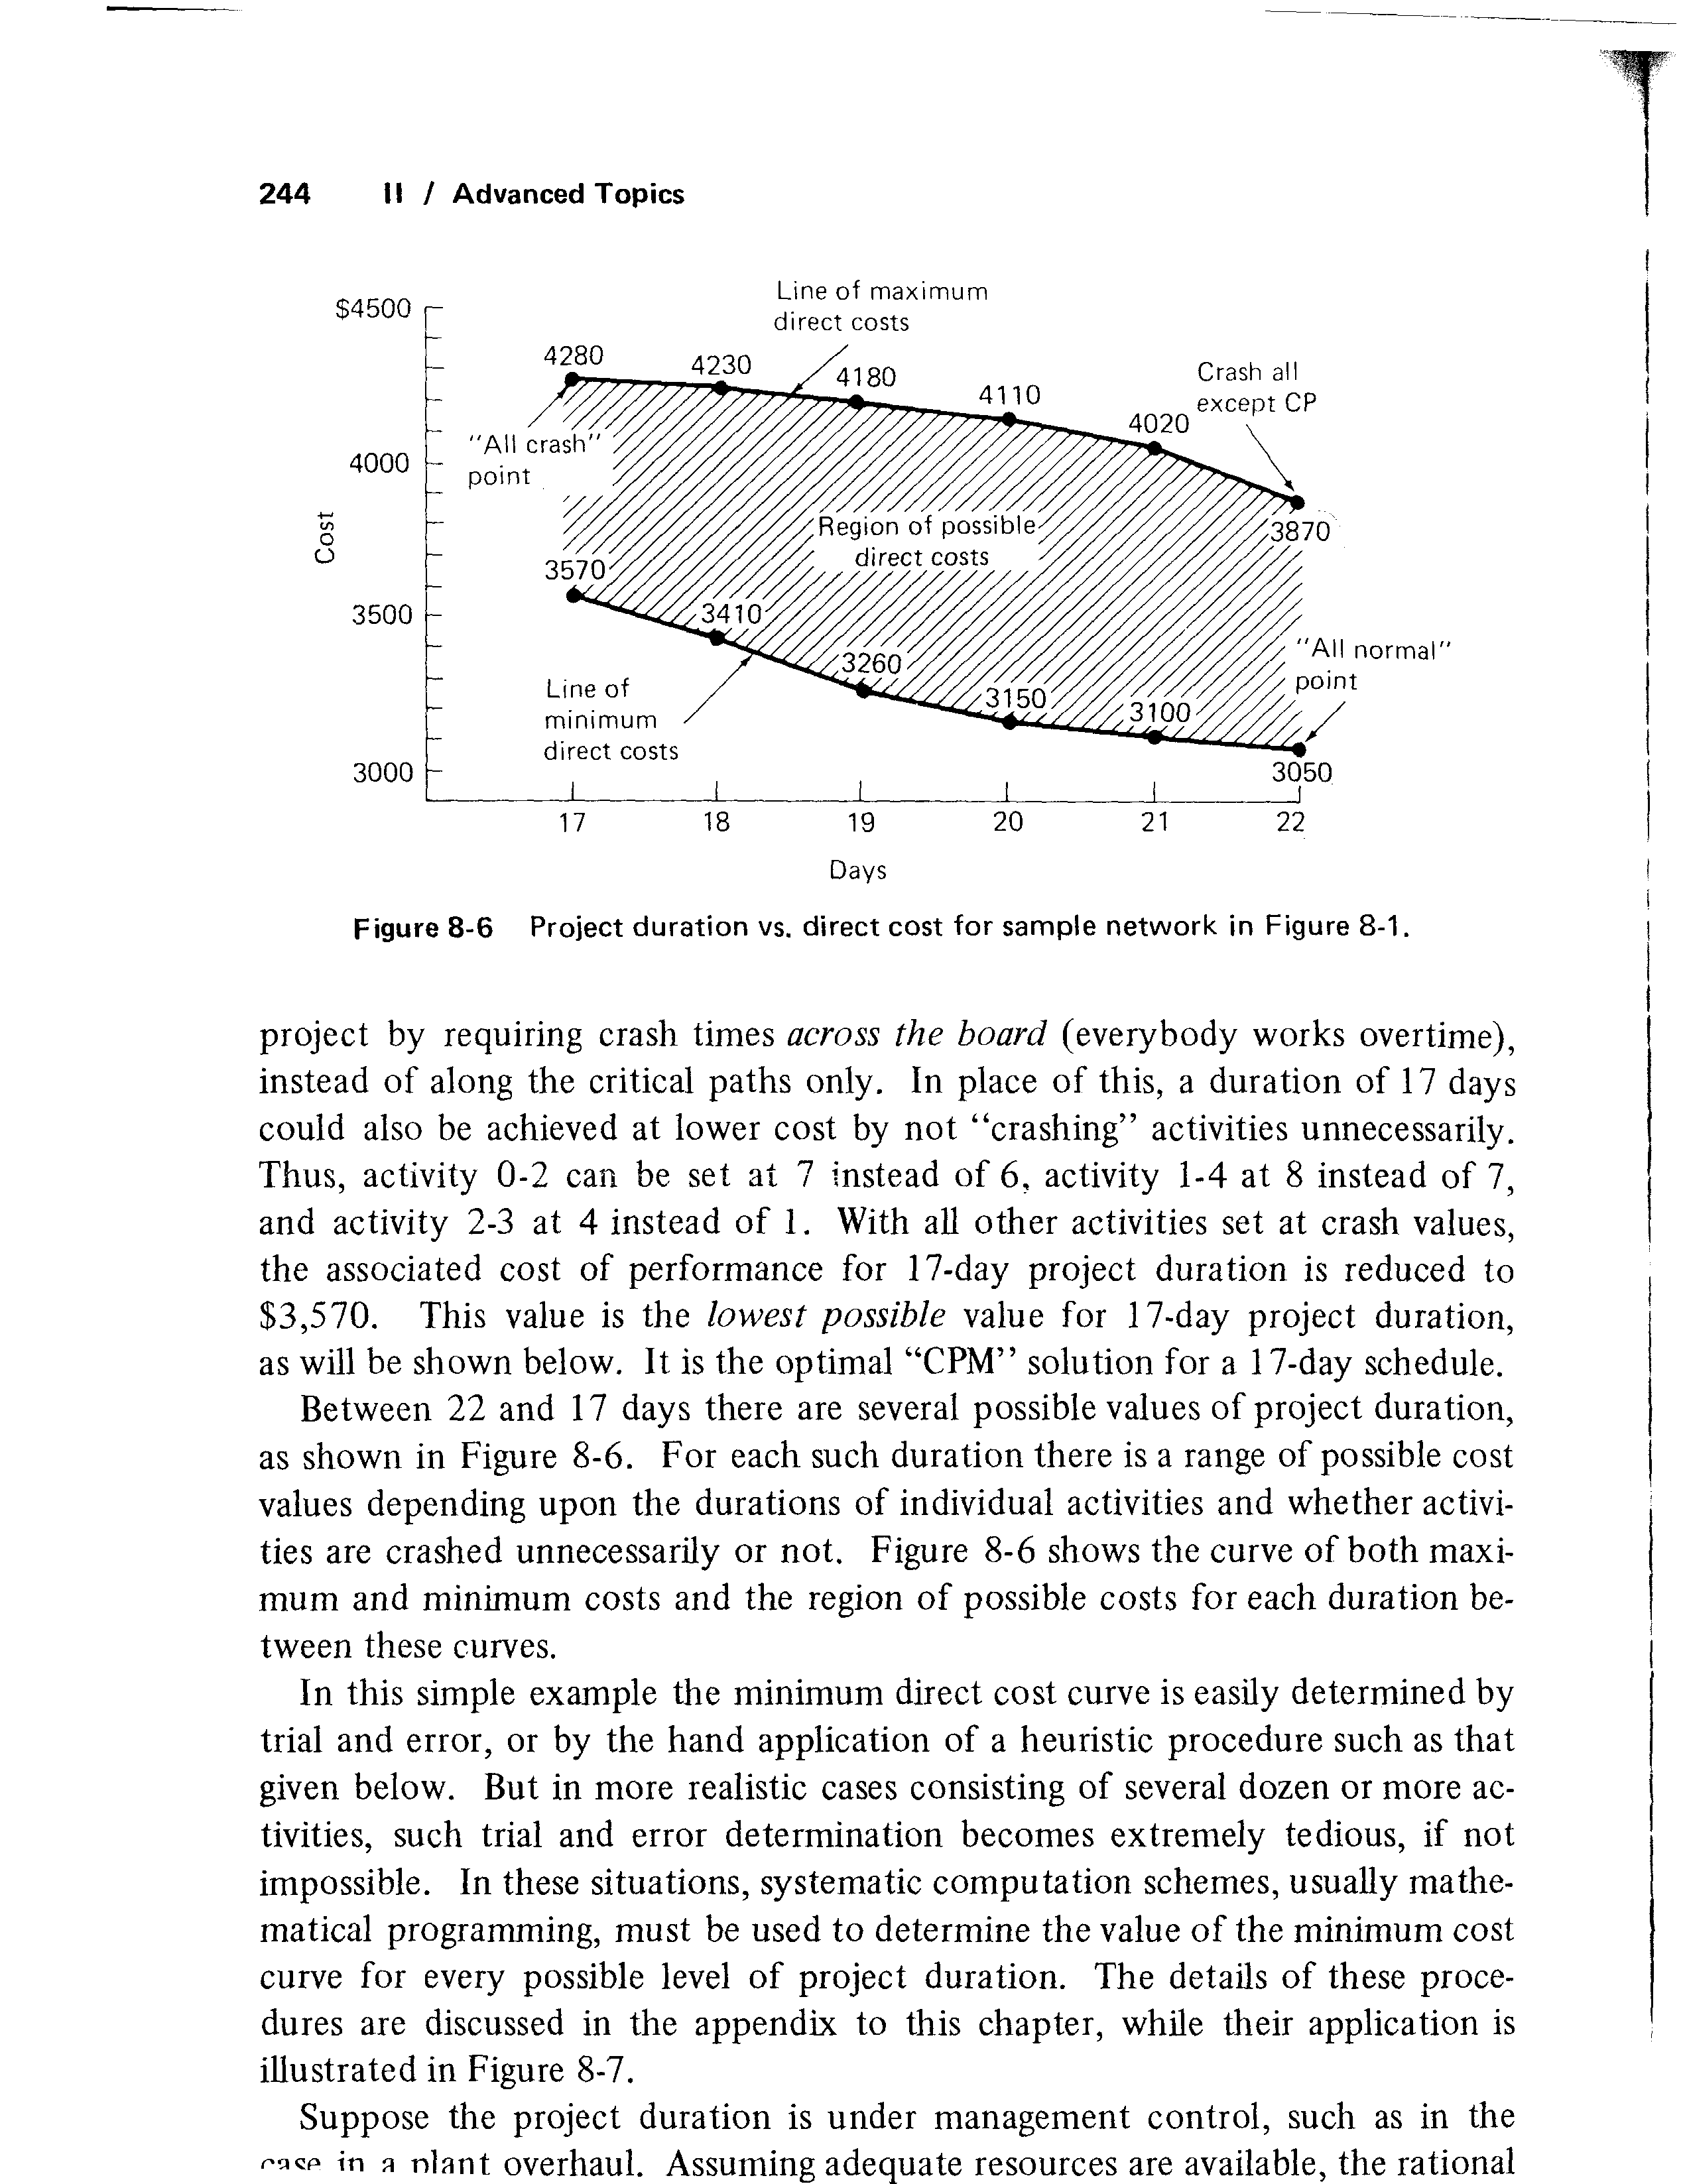 244 II / Advanced Topics
Line of maximum
direct costs
$4500
4280
4230
4180
4110
4020
Crash all
except CP
"All crash"
point
4000
Cost
Region of possible
direct costs
3870
3570
3500
3410
3260
3150
3100
"All normal"
point
Line of
minimum
direct costs
3000
3050
17 18 19 20 21 22
Days
Figure 8-6 Project duration vs. direct cost for sample network in Figure 8-1.
project by requiring crash times across the board (everybody works overtime),
instead of along the critical paths only. In place of this, a duration of 17 days
could also be achieved at lower cost by not “crashing” activities unnecessarily.
Thus, activity 0-2 can be set at 7 instead of 6, activity 1-4 at 8 instead of 7,
and activity 2-3 at 4 instead of 1. With all other activities set at crash values,
the associated cost of performance for 17-day project duration is reduced to
$3,570. This value is the lowest possible value for 17-day project duration,
as will be shown below. It is the optimal “CPM” solution for a 17-day schedule.
Between 22 and 17 days there are several possible values of project duration,
as shown in Figure 8-6. For each such duration there is a range of possible cost
values depending upon the durations of individual activities and whether activi-
ties are crashed unnecessarily or not. Figure 8-6 shows the curve of both maxi-
mum and minimum costs and the region of possible costs for each duration be-
tween these curves.
In this simple example the minimum direct cost curve is easily determined by
trial and error, or by the hand application of a heuristic procedure such as that
given below. But in more realistic cases consisting of several dozen or more ac-
tivities, such trial and error determination becomes extremely tedious, if not
impossible. In these situations, systematic computation schemes, usually mathe-
matical programming, must be used to determine the value of the minimum cost
curve for every possible level of project duration. The details of these proce-
dures are discussed in the appendix to this chapter, while their application is
illustrated in Figure 8-7.
Suppose the project duration is under management control, such as in the
case in a plant overhaul. Assuming adequate resources are available, the rational